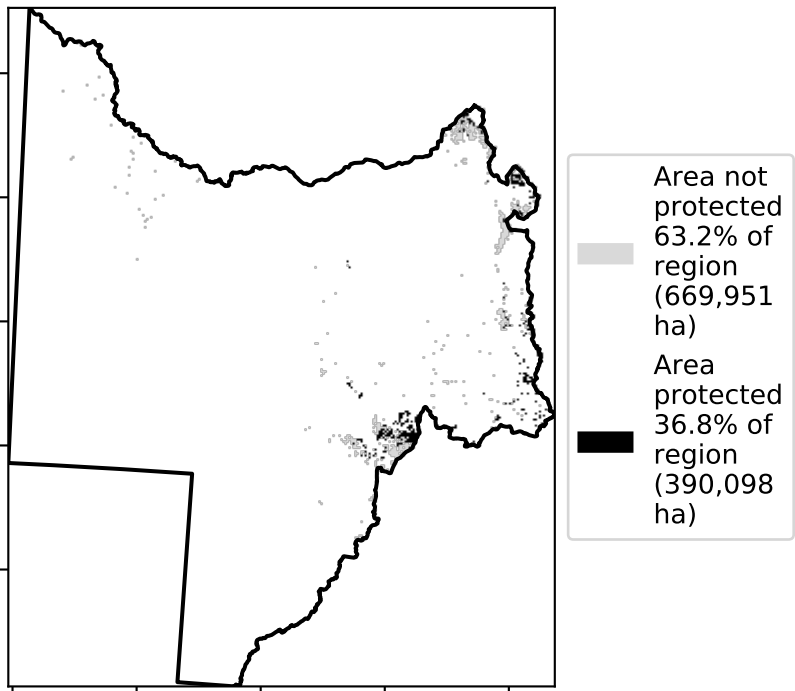 Area not
protected
63.2% of
region
(669,951
ha)
Area
protected
36.8% of
region
(390,098
ha)